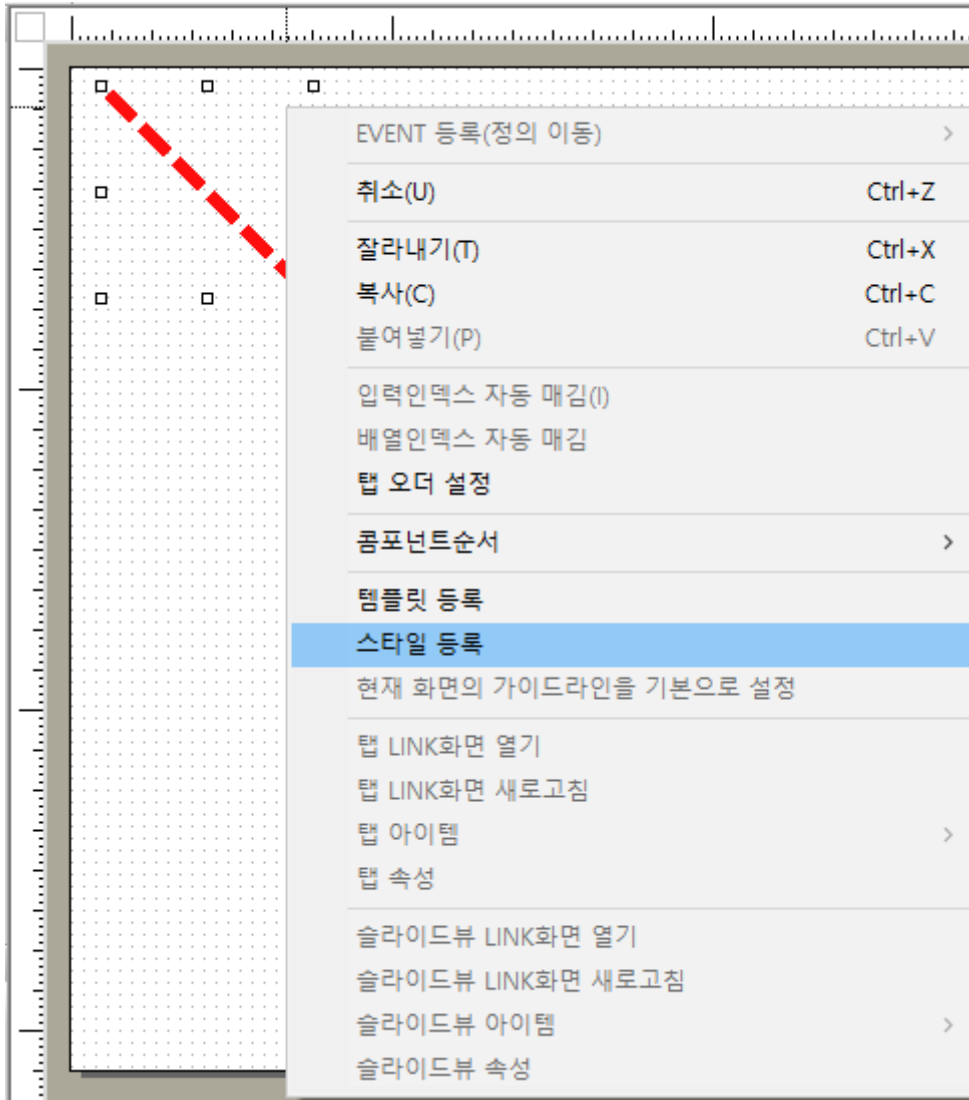 EVENT 등록(정의 이동)
취소(U) Ctrl+Z
잘라내기(T) Ctrl+X
복사(C) Ctrl+C
붙여넣기(P) Ctrl+V
입력인덱스 자동 매김(I)
배열인덱스 자동 매김
탭 오더 설정
콤포넌트순서
템플릿 등록
스타일 등록
현재 화면의 가이드라인을 기본으로 설정
탭 LINK화면 열기
탭 LINK화면 새로고침
탭 아이템
탭 속성
슬라이드뷰 LINK화면 열기
슬라이드뷰 LINK화면 새로고침
슬라이드뷰 아이템
슬라이드뷰 속성